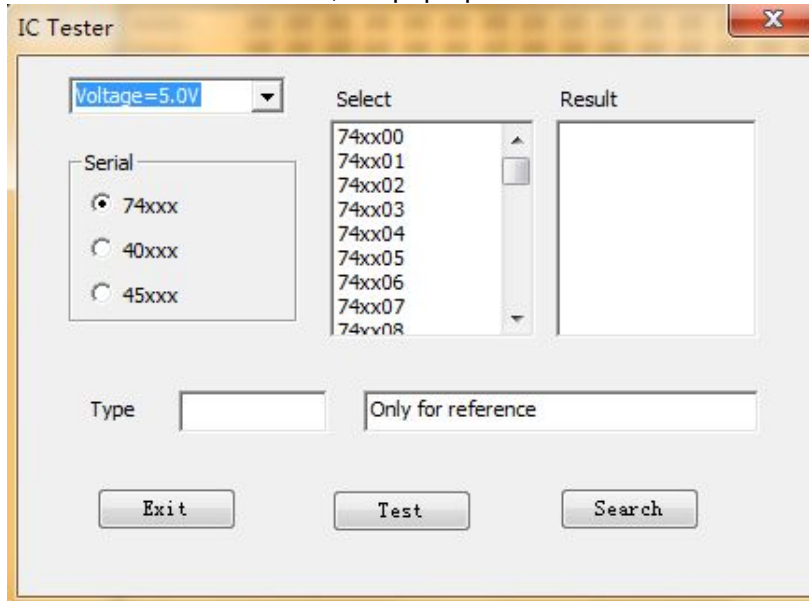 IC Tester
Voltage=5.0V
Select
Result
Serial
74xxx
40xxx
45xxx
74xx00
74xx01
74xx02
74xx03
74xx04
74xx05
74xx06
74xx07
74xx08
Type
Only for reference
Exit
Test
Search